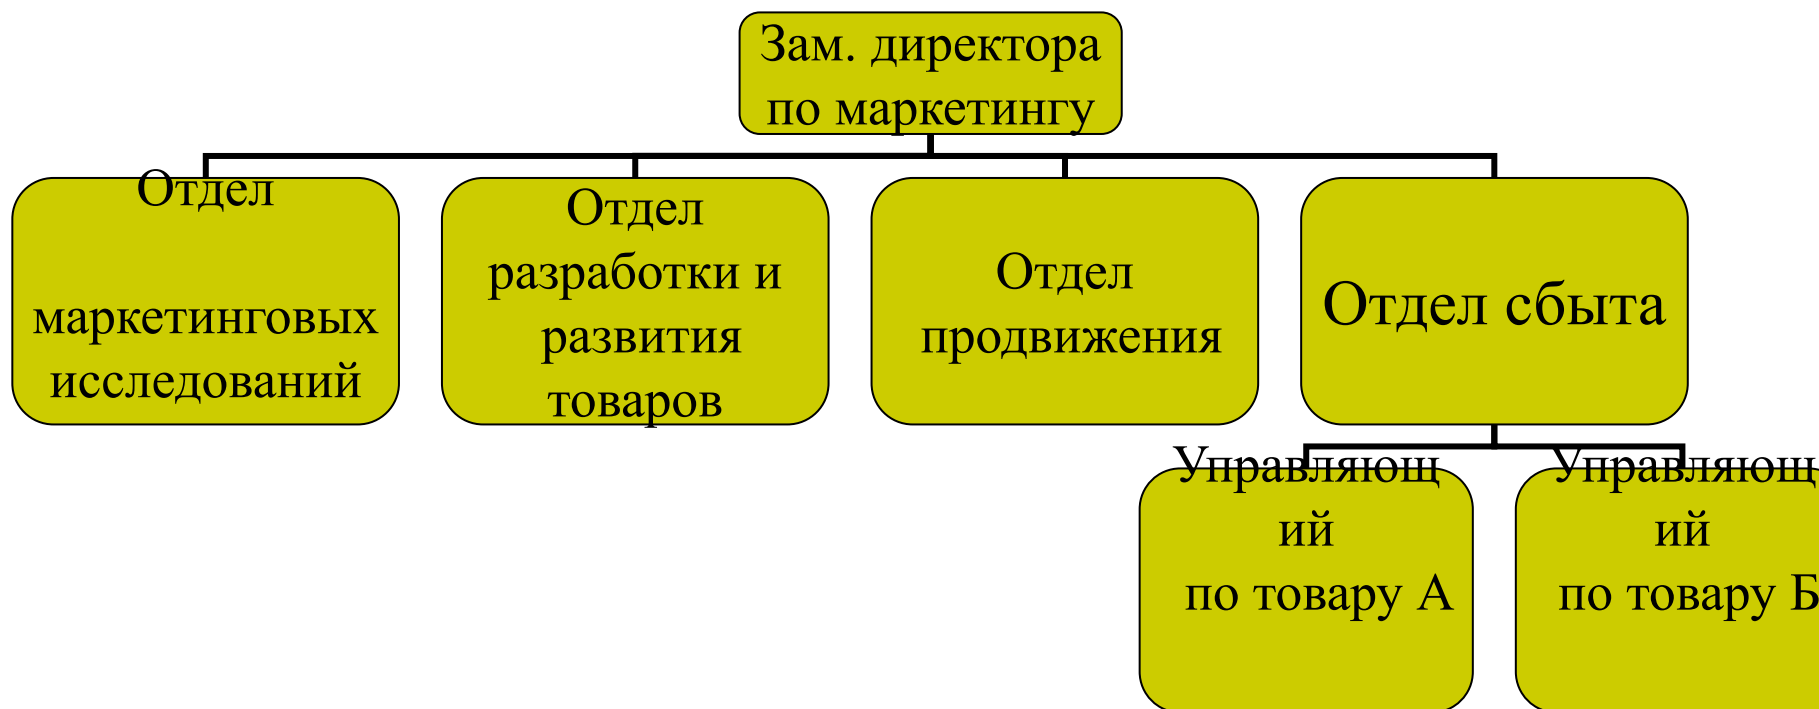 Зам. директора
по маркетингу
Отдел
маркетинговых
исследований
Отдел
разработки и
развития
товаров
Отдел
продвижения
Отдел сбыта
Управляющ
ий
по товару А
Управляющ
ий
по товару Б